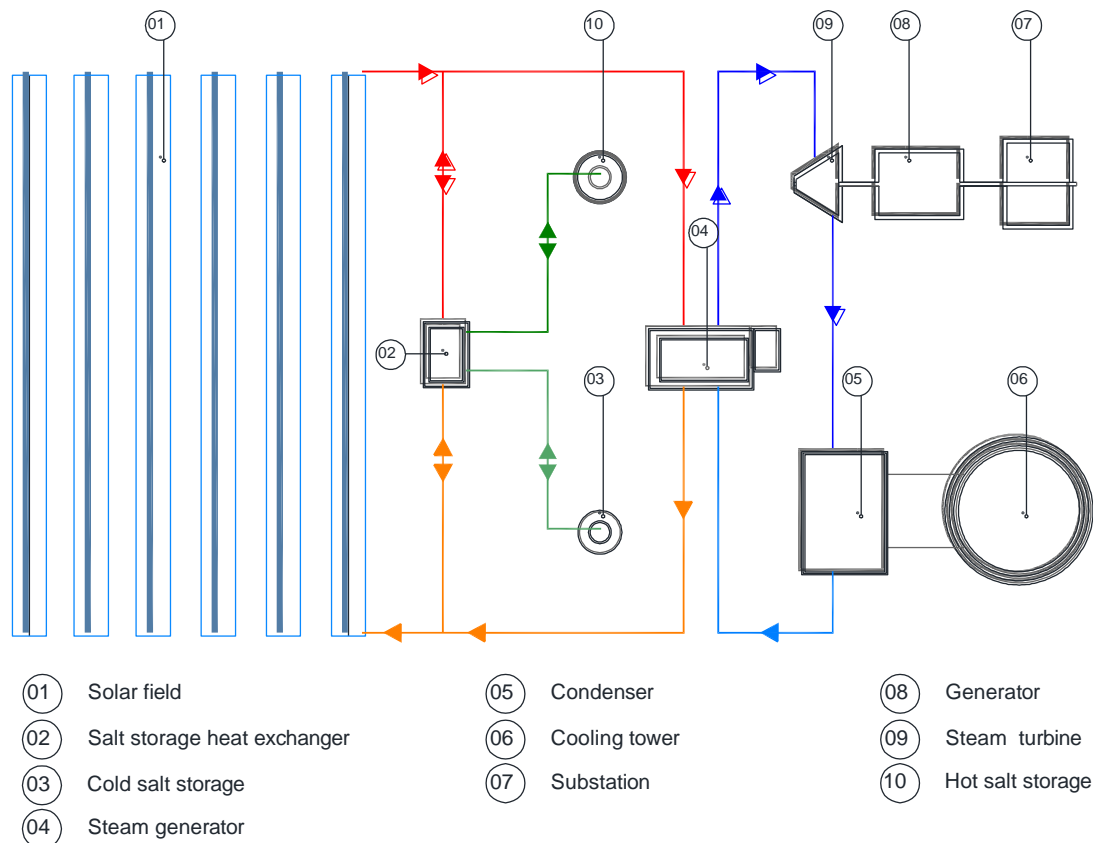 01
10
09
08
07
04
02
03
05
06
01 Solar field
02 Salt storage heat exchanger
03 Cold salt storage
04 Steam generator
05 Condenser
06 Cooling tower
07 Substation
08 Generator
09 Steam turbine
10 Hot salt storage